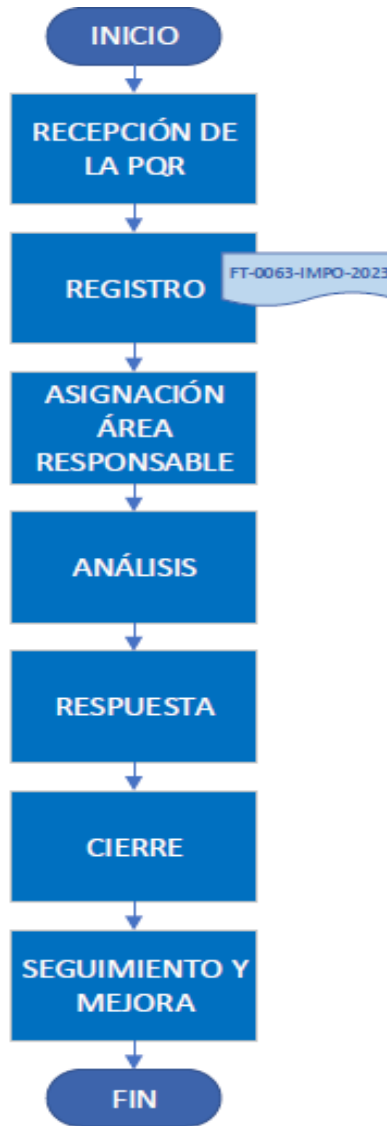 INICIO
RECEPCIÓN DE
LA PQR
REGISTRO
FT-0063-IMPO-2023
ASIGNACIÓN
ÁREA
RESPONSABLE
ANÁLISIS
RESPUESTA
CIERRE
SEGUIMIENTO Y
MEJORA
FIN